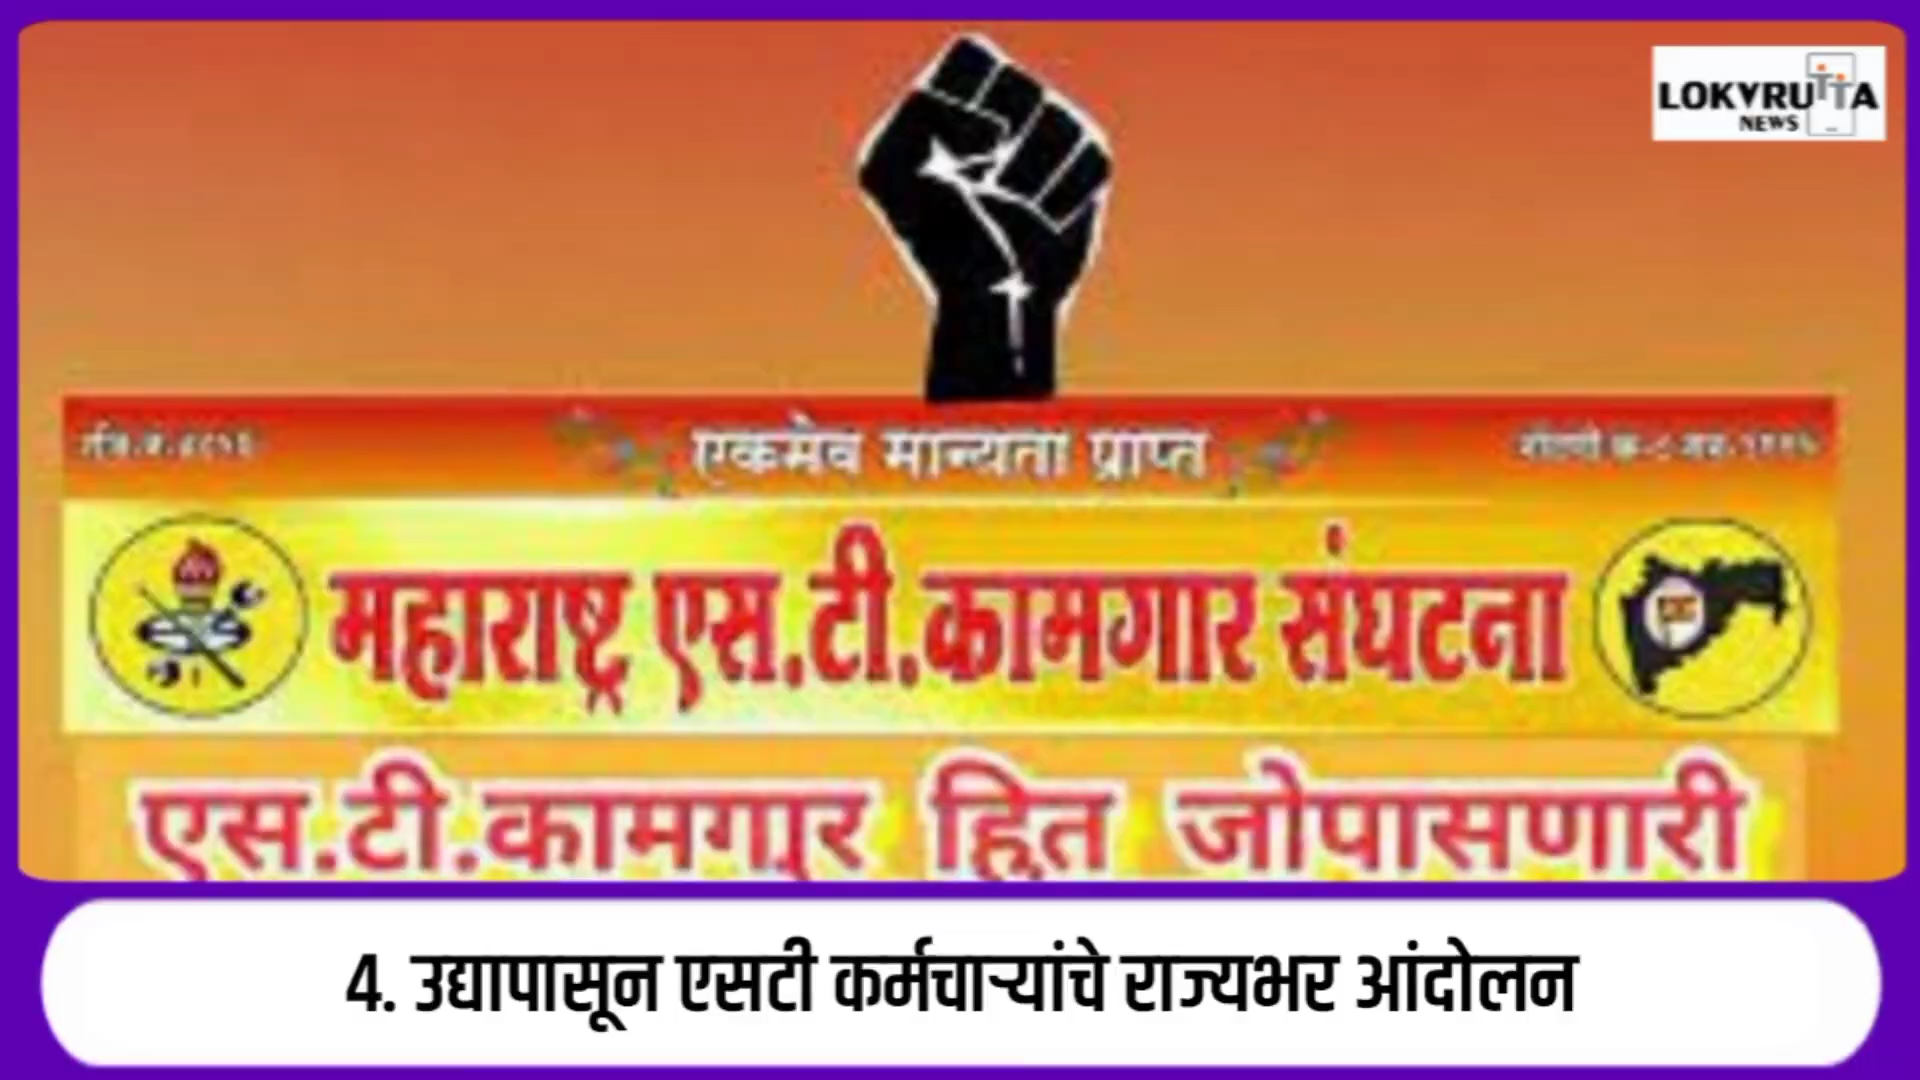 LOKVRUTTA
NEWS
एकमेव मान्यता प्राप्त
महाराष्ट्र एस.टी.कामगार संघटना
एस.टी.कामगार हित जोपासणारी
4. उद्यापासून एसटी कर्मचाऱ्यांचे राज्यभर आंदोलन